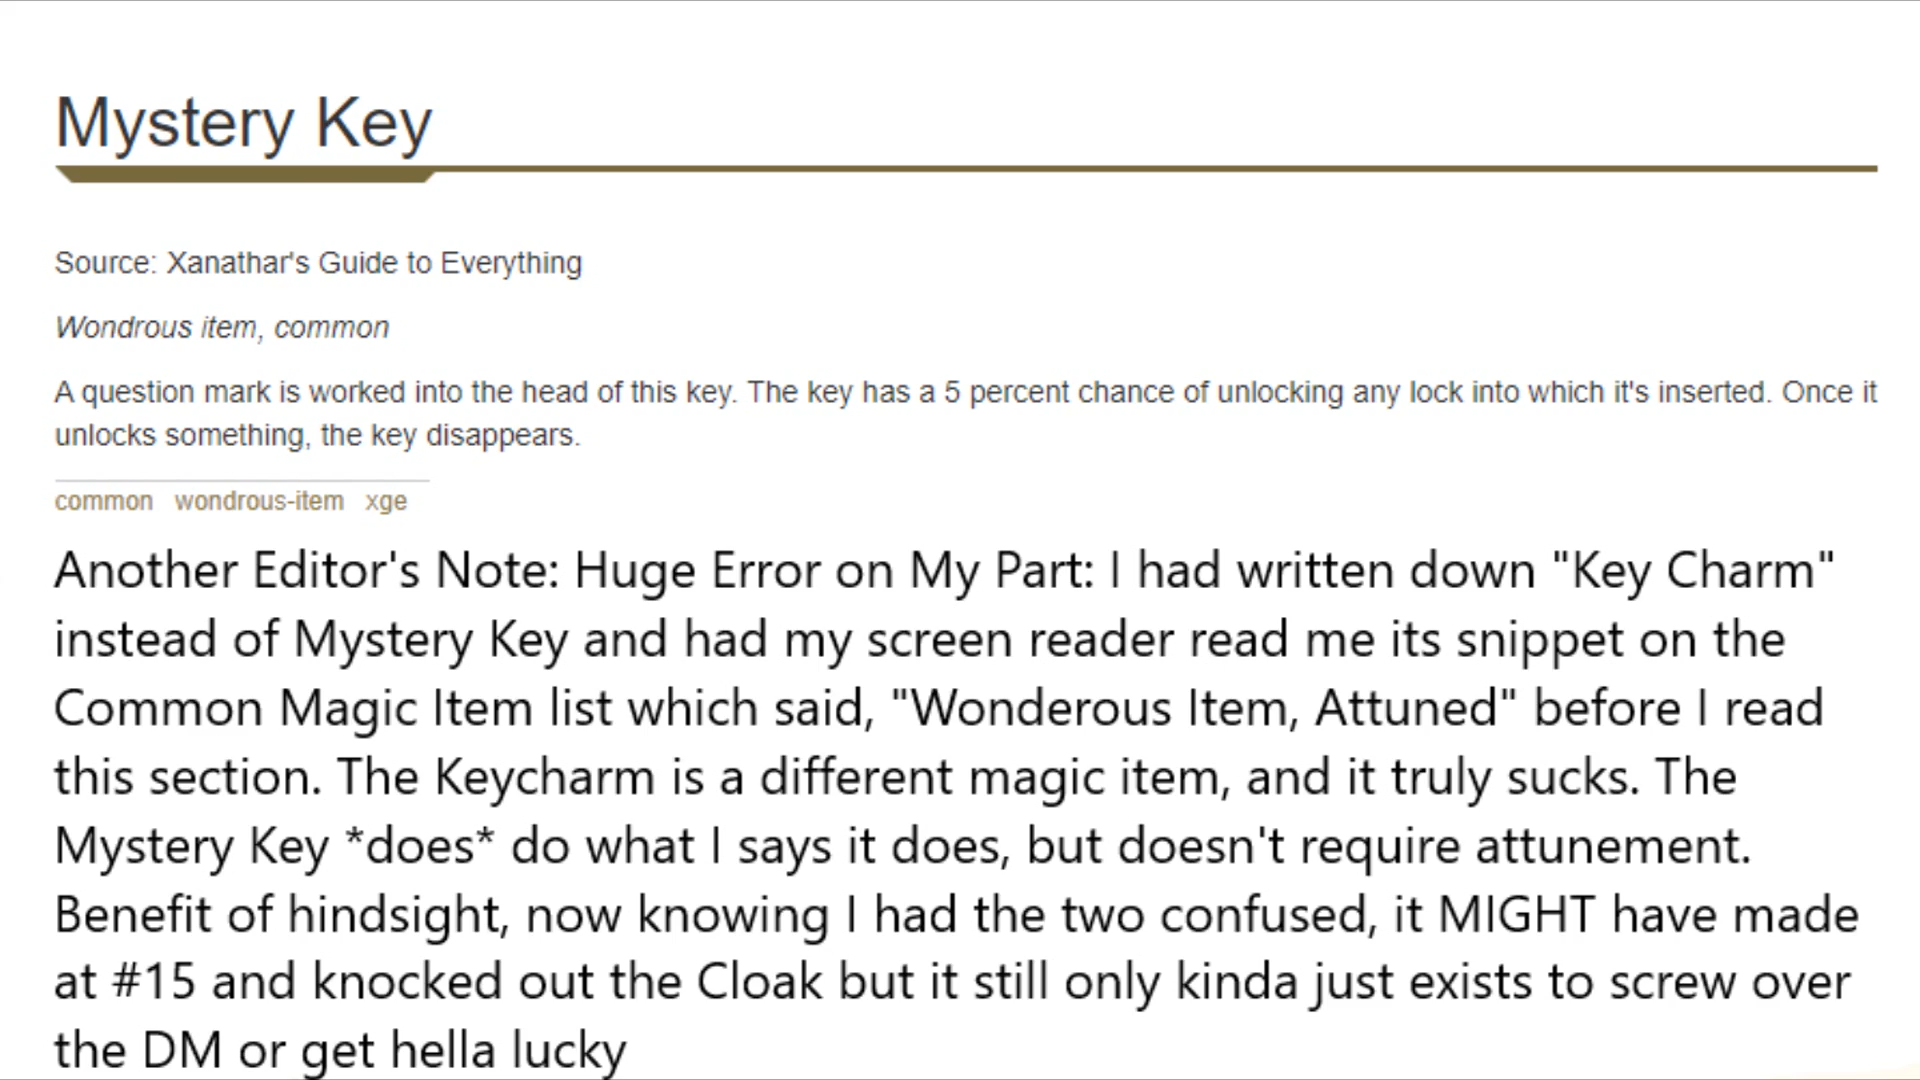 Mystery Key
Source: Xanathar's Guide to Everything
Wondrous item, common
A question mark is worked into the head of this key. The key has a 5 percent chance of unlocking any lock into which it's inserted. Once it
unlocks something, the key disappears.
common wondrous-item xge
Another Editor's Note: Huge Error on My Part: I had written down "Key Charm"
instead of Mystery Key and had my screen reader read me its snippet on the
Common Magic Item list which said, "Wonderous Item, Attuned" before I read
this section. The Keycharm is a different magic item, and it truly sucks. The
Mystery Key *does* do what I says it does, but doesn't require attunement.
Benefit of hindsight, now knowing I had the two confused, it MIGHT have made
at #15 and knocked out the Cloak but it still only kinda just exists to screw over
the DM or get hella lucky